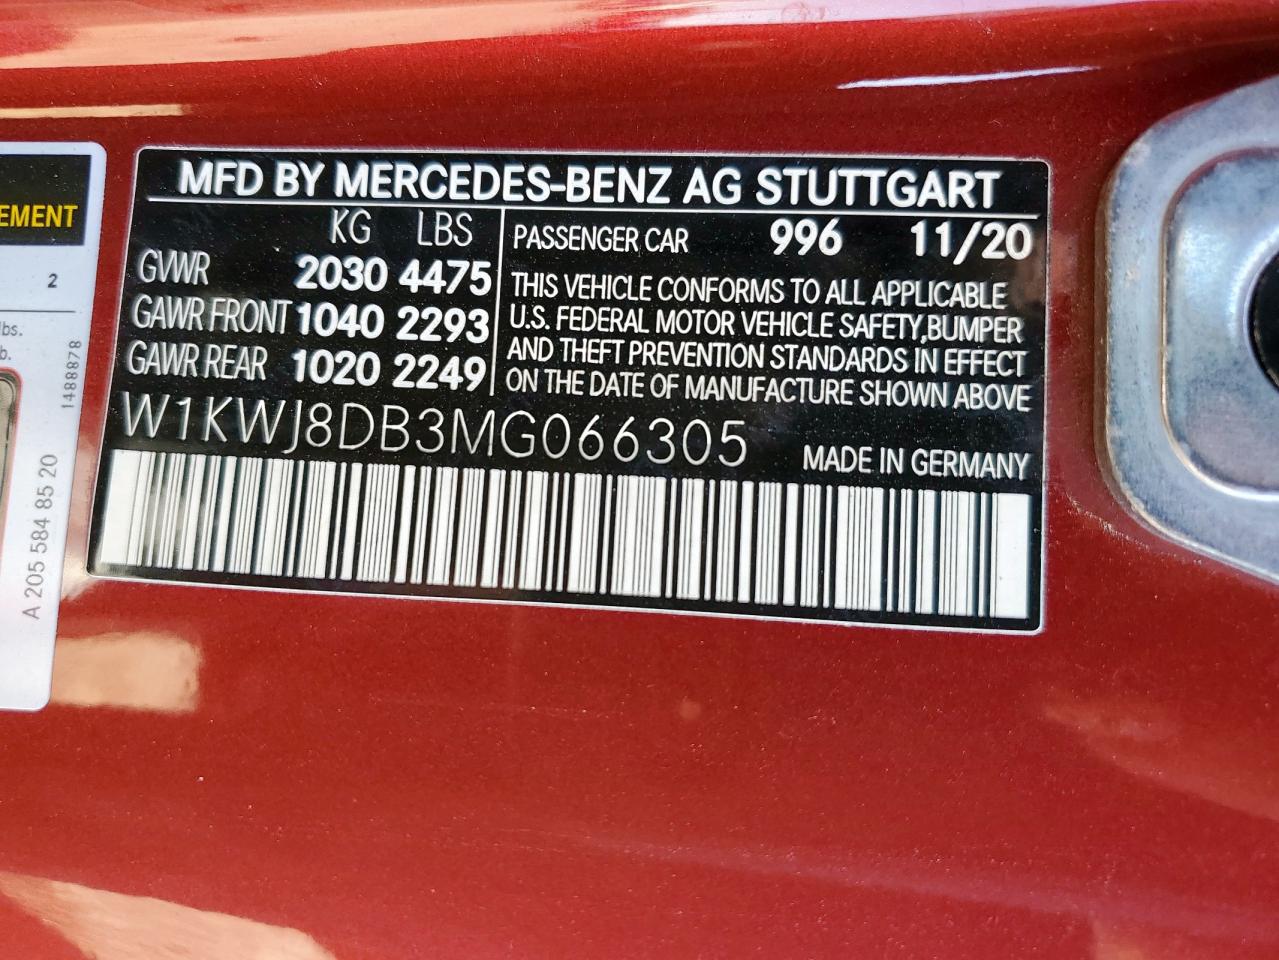 EMENT
2
lbs.
b.
1488878
A 205 584 85 20
MFD BY MERCEDES-BENZ AG STUTTGART
KG LBS
GVWR 2030 4475
GAWR FRONT 1040 2293
GAWR REAR 1020 2249
PASSENGER CAR 996 11/20
THIS VEHICLE CONFORMS TO ALL APPLICABLE
U.S. FEDERAL MOTOR VEHICLE SAFETY,BUMPER
AND THEFT PREVENTION STANDARDS IN EFFECT
ON THE DATE OF MANUFACTURE SHOWN ABOVE
W1KWJ8DB3MG066305
MADE IN GERMANY